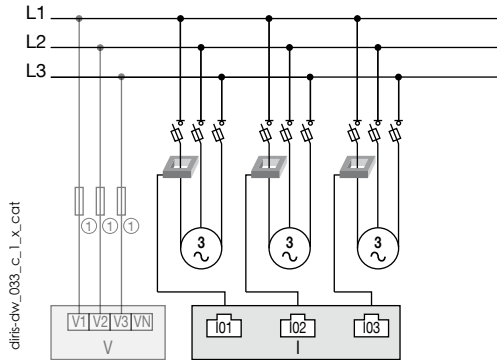 L1
L2
L3
① ① ①
3 3 3
~ ~ ~
V1 V2 V3 VN
V
I01 I02 I03
I
diris-dw_033_c_1_x_cat